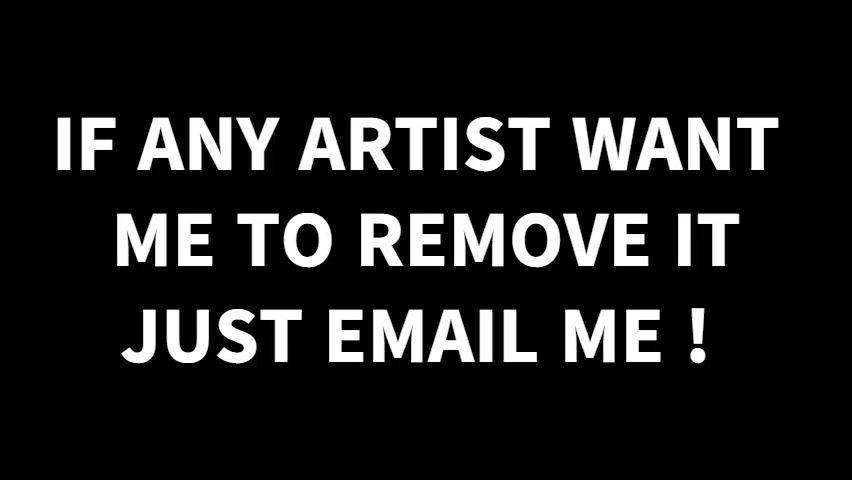 IF ANY ARTIST WANT
ME TO REMOVE IT
JUST EMAIL ME !